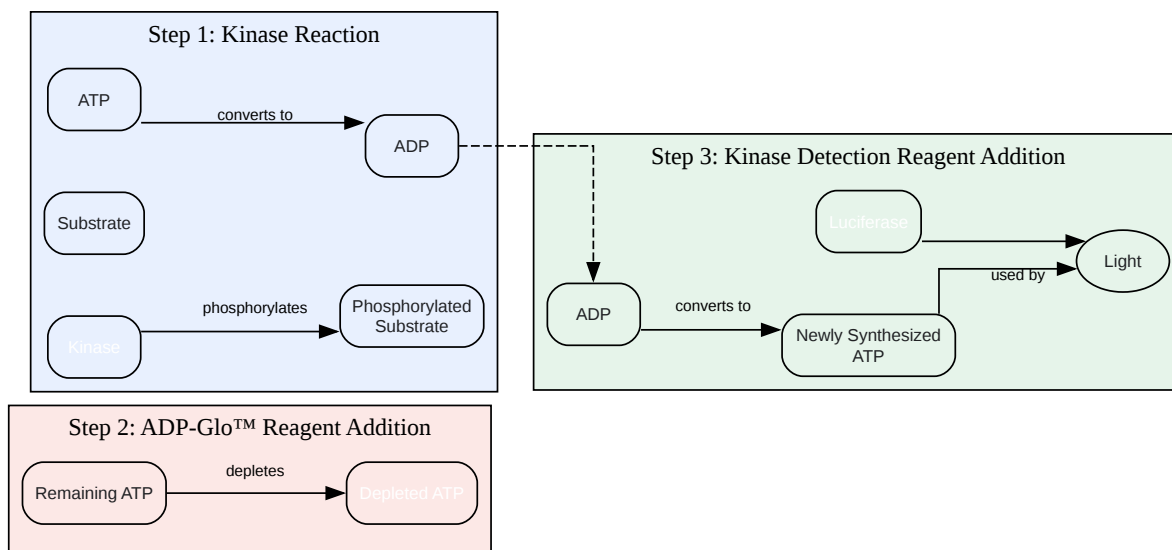 Step 1: Kinase Reaction
ATP
converts to
ADP
Substrate
Kinase
phosphorylates
Phosphorylated
Substrate
Step 2: ADP-Glo™ Reagent Addition
Remaining ATP
depletes
Depleted ATP
Step 3: Kinase Detection Reagent Addition
Luciferase
Light
used by
ADP
converts to
Newly Synthesized
ATP